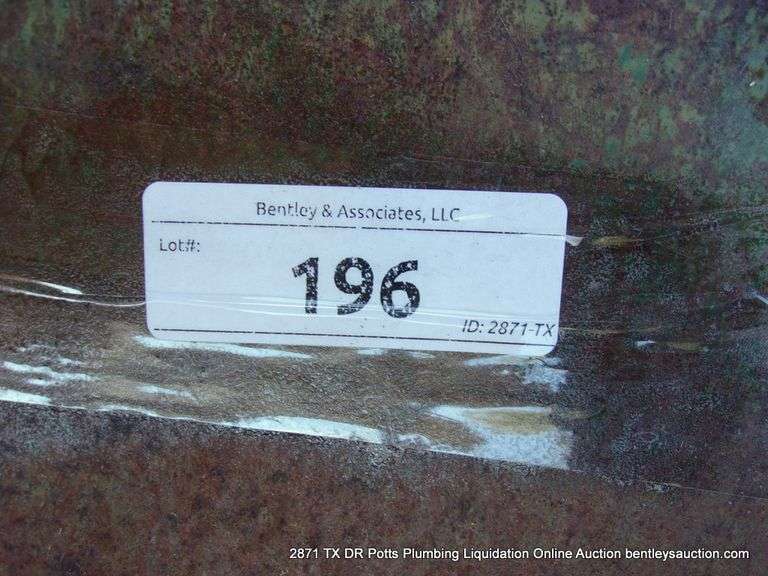 Bentley & Associates, LLC
Lot#:
196
ID: 2871-TX
2871 TX DR Potts Plumbing Liquidation Online Auction bentleysauction.com